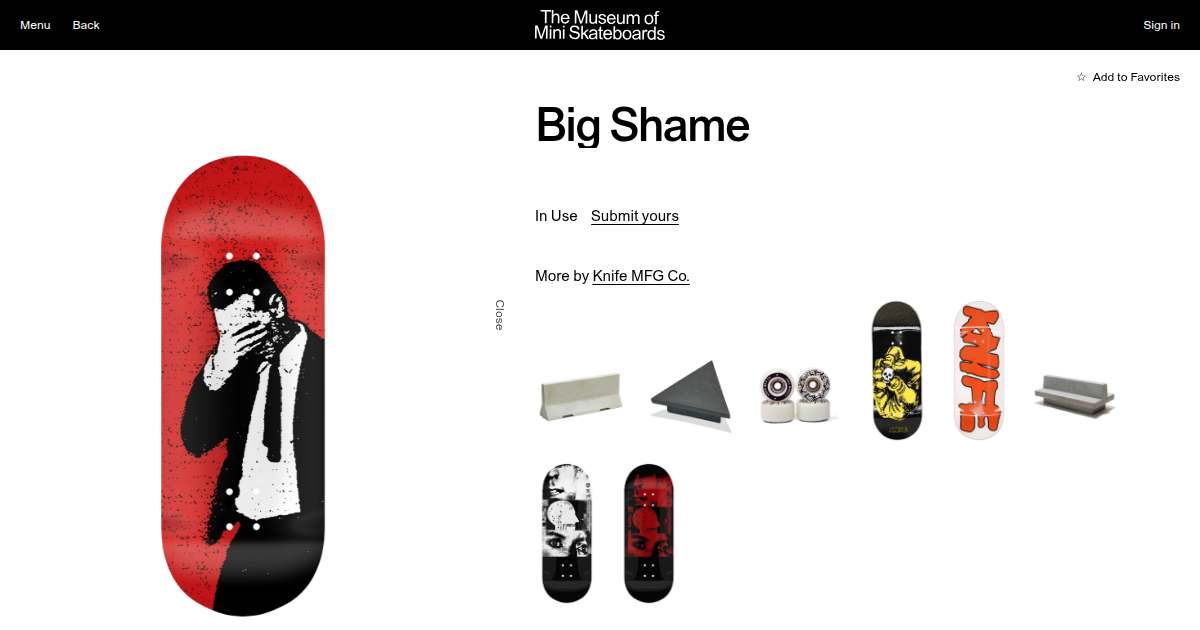 Menu
Back
The Museum of
Mini Skateboards
Sign in
☆ Add to Favorites
Big Shame
In Use Submit yours
More by Knife MFG Co.
Close
KNIFE